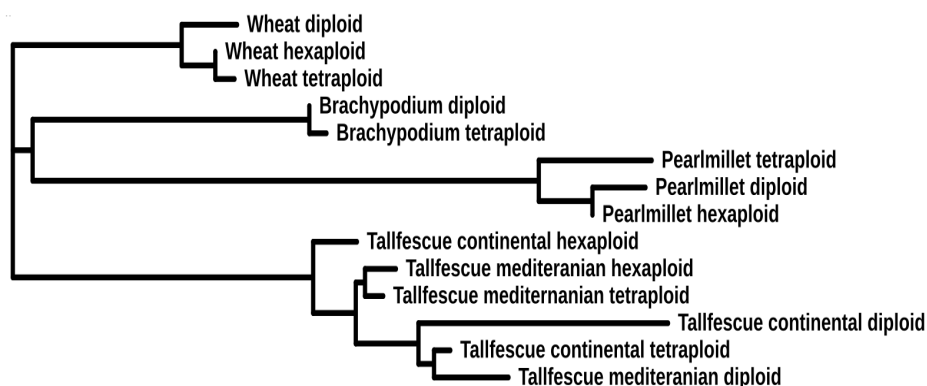 Wheat diploid
Wheat hexaploid
Wheat tetraploid
Brachypodium diploid
Brachypodium tetraploid
Pearlmillet tetraploid
Pearlmillet diploid
Pearlmillet hexaploid
Tallfescue continental hexaploid
Tallfescue mediteranian hexaploid
Tallfescue mediternanian tetraploid
Tallfescue continental diploid
Tallfescue continental tetraploid
Tallfescue mediteranian diploid